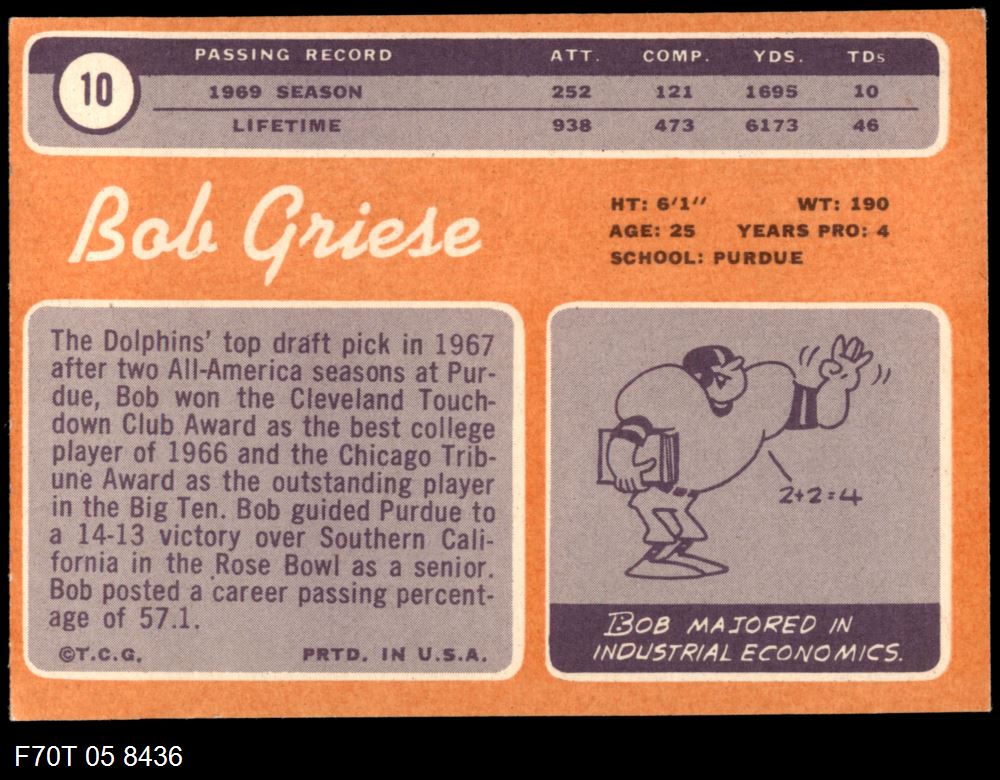 10
PASSING RECORD ATT. COMP. YDS. TDs
1969 SEASON 252 121 1695 10
LIFETIME 938 473 6173 46
Bob Griese
HT: 6'1" WT: 190
AGE: 25 YEARS PRO: 4
SCHOOL: PURDUE
The Dolphins' top draft pick in 1967
after two All-America seasons at Pur-
due, Bob won the Cleveland Touch-
down Club Award as the best college
player of 1966 and the Chicago Trib-
une Award as the outstanding player
in the Big Ten. Bob guided Purdue to
a 14-13 victory over Southern Cali-
fornia in the Rose Bowl as a senior.
Bob posted a career passing percent-
age of 57.1.
©T.C.G. PRTD. IN U.S.A.
2+2=4
BOB MAJORED IN
INDUSTRIAL ECONOMICS.
F70T 05 8436